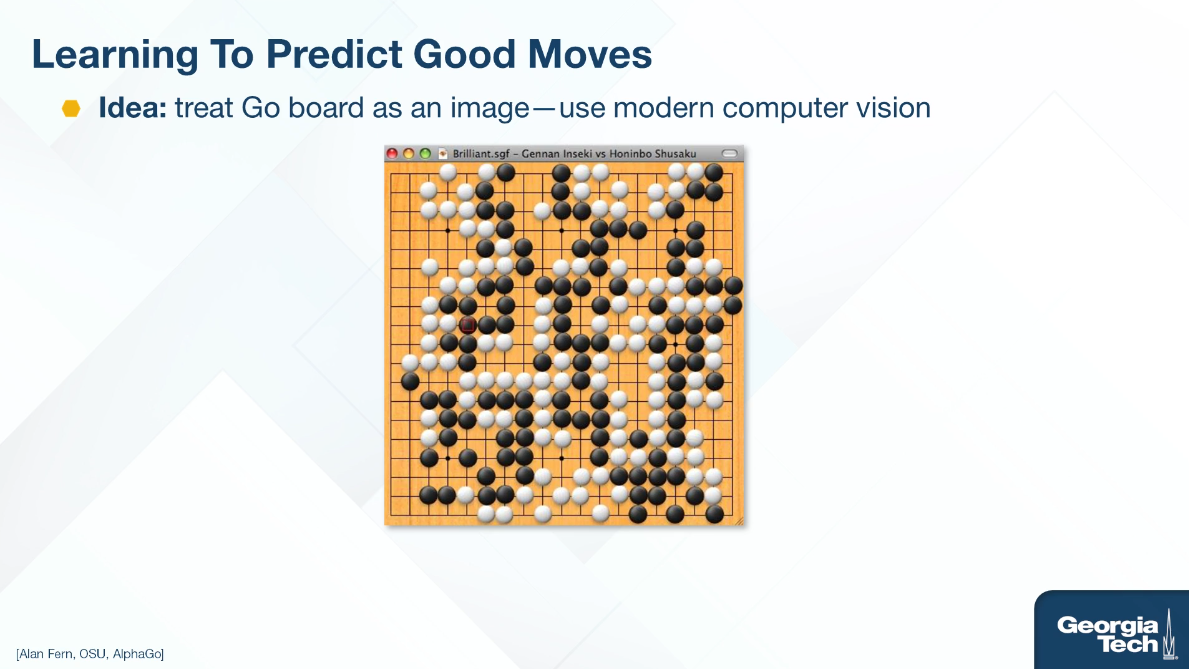 Learning To Predict Good Moves
Idea: treat Go board as an image—use modern computer vision
Brilliant.sgf – Gennan Inseki vs Honinbo Shusaku
[Alan Fern, OSU, AlphaGo]
Georgia
Tech